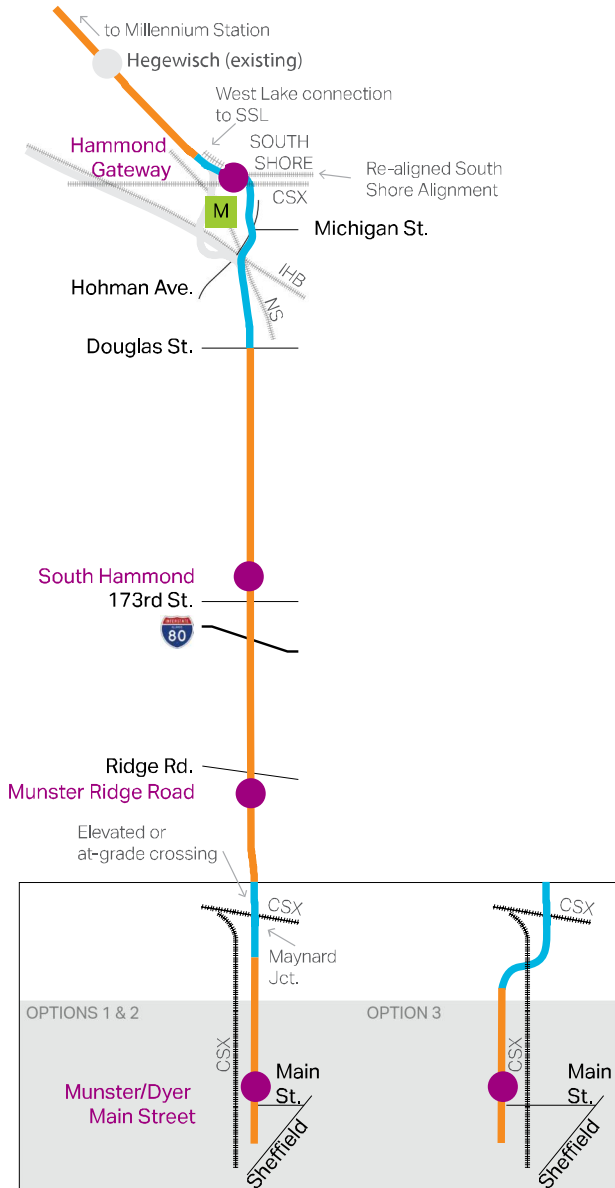 to Millennium Station
Hegewisch (existing)
West Lake connection
to SSL
Hammond
Gateway
SOUTH
SHORE
Re-aligned South
Shore Alignment
CSX
M
Michigan St.
IHB
Hohman Ave.
NS
Douglas St.
South Hammond
173rd St.
80
Ridge Rd.
Munster Ridge Road
Elevated or
at-grade crossing
CSX
CSX
Maynard
Jct.
OPTIONS 1 & 2
OPTION 3
CSX
CSX
Main
St.
Main
St.
Munster/Dyer
Main Street
Sheffield
Sheffield